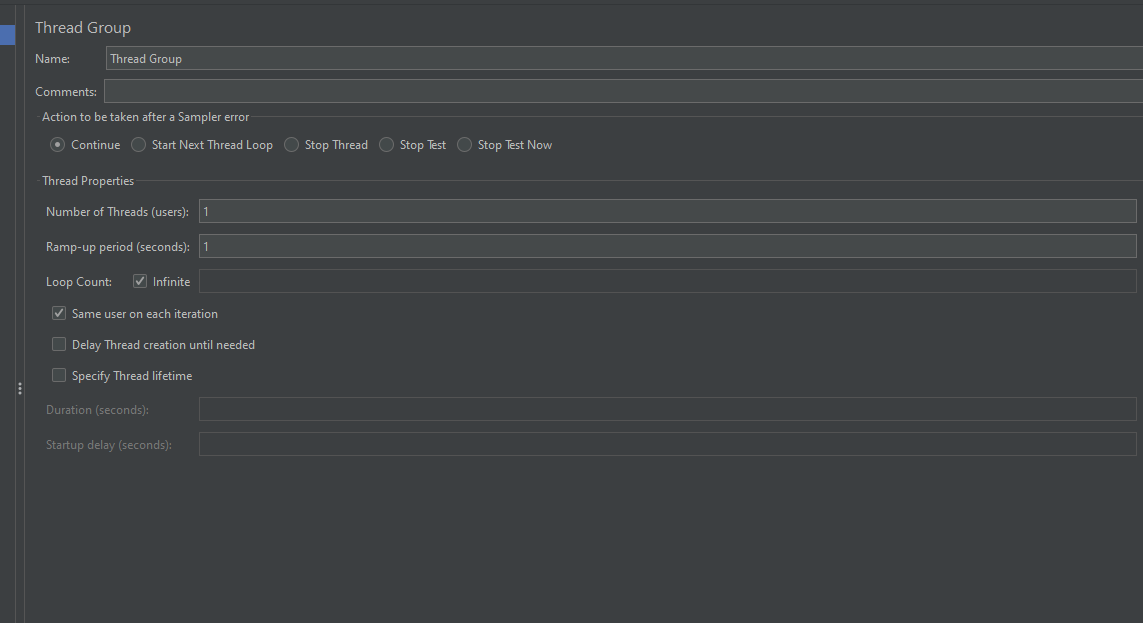 Thread Group
Name: Thread Group
Comments:
Action to be taken after a Sampler error
Continue Start Next Thread Loop Stop Thread Stop Test Stop Test Now
Thread Properties
Number of Threads (users): 1
Ramp-up period (seconds): 1
Loop Count: Infinite
Same user on each iteration
Delay Thread creation until needed
Specify Thread lifetime
Duration (seconds):
Startup delay (seconds):